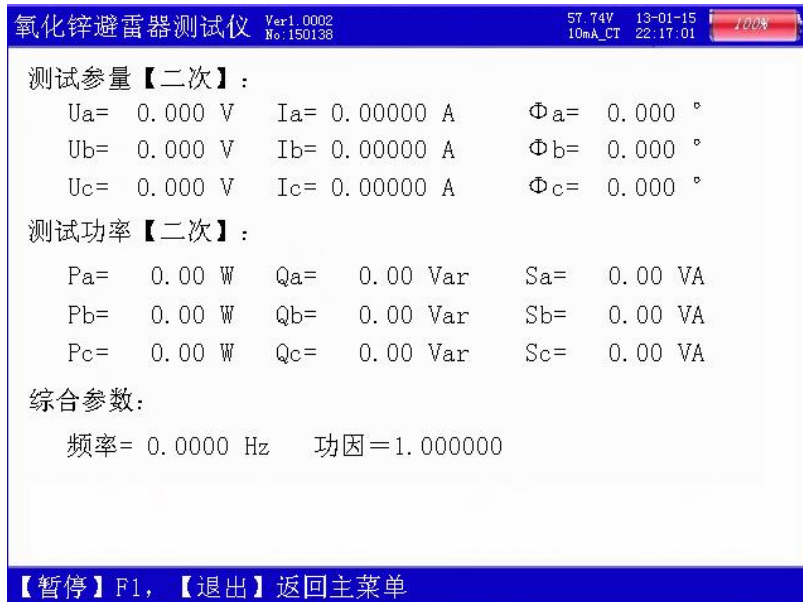 氧化锌避雷器测试仪 Ver1.0002 57.74V 13-01-15 100%
No:150138 10mA_CT 22:17:01
测试参量【二次】:
Ua= 0.000 V Ia= 0.00000 A Φa= 0.000 °
Ub= 0.000 V Ib= 0.00000 A Φb= 0.000 °
Uc= 0.000 V Ic= 0.00000 A Φc= 0.000 °
测试功率【二次】:
Pa= 0.00 W Qa= 0.00 Var Sa= 0.00 VA
Pb= 0.00 W Qb= 0.00 Var Sb= 0.00 VA
Pc= 0.00 W Qc= 0.00 Var Sc= 0.00 VA
综合参数:
频率= 0.0000 Hz 功因=1.000000
【暂停】F1, 【退出】返回主菜单